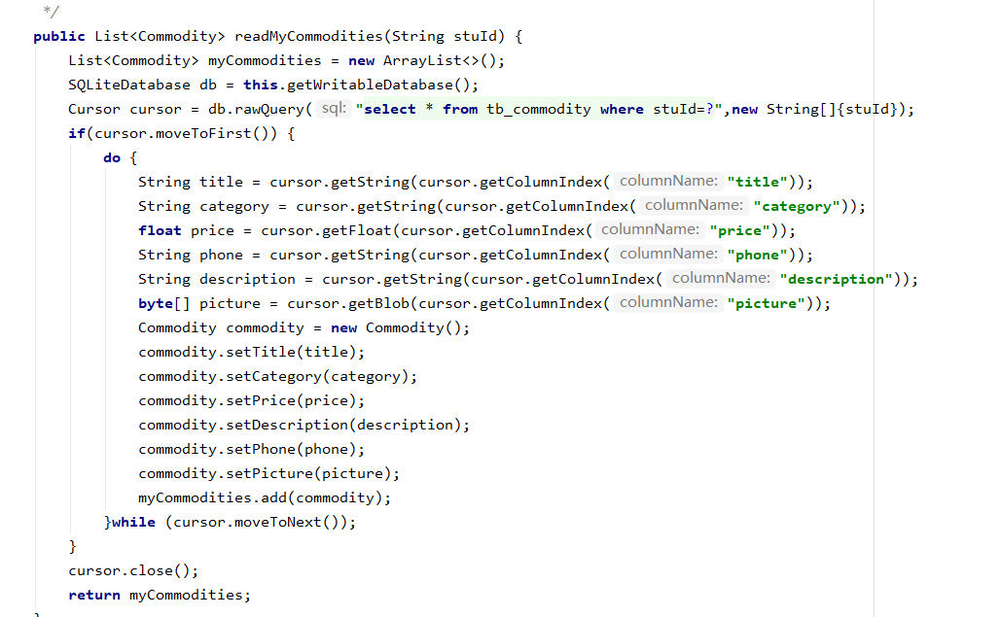 */
public List<Commodity> readMyCommodities(String stuId) {
List<Commodity> myCommodities = new ArrayList<>();
SQLiteDatabase db = this.getWritableDatabase();
Cursor cursor = db.rawQuery( sql: "select * from tb_commodity where stuId=?",new String[]{stuId});
if(cursor.moveToFirst()) {
do {
String title = cursor.getString(cursor.getColumnIndex( columnName: "title"));
String category = cursor.getString(cursor.getColumnIndex( columnName: "category"));
float price = cursor.getFloat(cursor.getColumnIndex( columnName: "price"));
String phone = cursor.getString(cursor.getColumnIndex( columnName: "phone"));
String description = cursor.getString(cursor.getColumnIndex( columnName: "description"));
byte[] picture = cursor.getBlob(cursor.getColumnIndex( columnName: "picture"));
Commodity commodity = new Commodity();
commodity.setTitle(title);
commodity.setCategory(category);
commodity.setPrice(price);
commodity.setDescription(description);
commodity.setPhone(phone);
commodity.setPicture(picture);
myCommodities.add(commodity);
}while (cursor.moveToNext());
}
cursor.close();
return myCommodities;